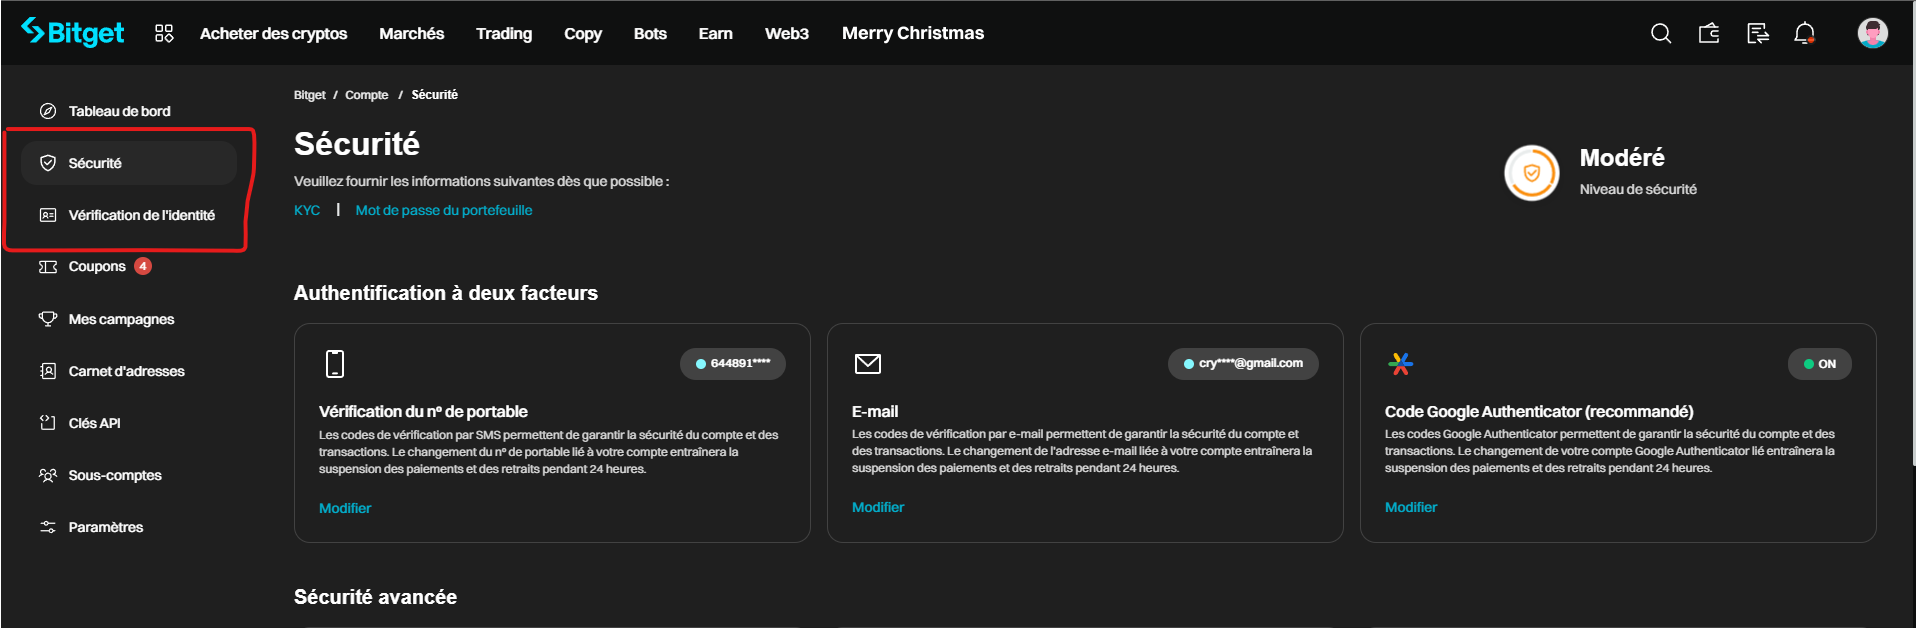 Bitget Acheter des cryptos Marchés Trading Copy Bots Earn Web3 Merry Christmas
Tableau de bord
Sécurité
Vérification de l'identité
Coupons 4
Mes campagnes
Carnet d'adresses
Clés API
Sous-comptes
Paramètres
Bitget / Compte / Sécurité
Sécurité
Veuillez fournir les informations suivantes dès que possible :
KYC | Mot de passe du portefeuille
Modéré
Niveau de sécurité
Authentification à deux facteurs
644891****
Vérification du nº de portable
Les codes de vérification par SMS permettent de garantir la sécurité du compte et des
transactions. Le changement du nº de portable lié à votre compte entraînera la
suspension des paiements et des retraits pendant 24 heures.
Modifier
cry****@gmail.com
E-mail
Les codes de vérification par e-mail permettent de garantir la sécurité du compte et
des transactions. Le changement de l'adresse e-mail liée à votre compte entraînera la
suspension des paiements et des retraits pendant 24 heures.
Modifier
ON
Code Google Authenticator (recommandé)
Les codes Google Authenticator permettent de garantir la sécurité du compte et des
transactions. Le changement de votre compte Google Authenticator lié entraînera la
suspension des paiements et des retraits pendant 24 heures.
Modifier
Sécurité avancée